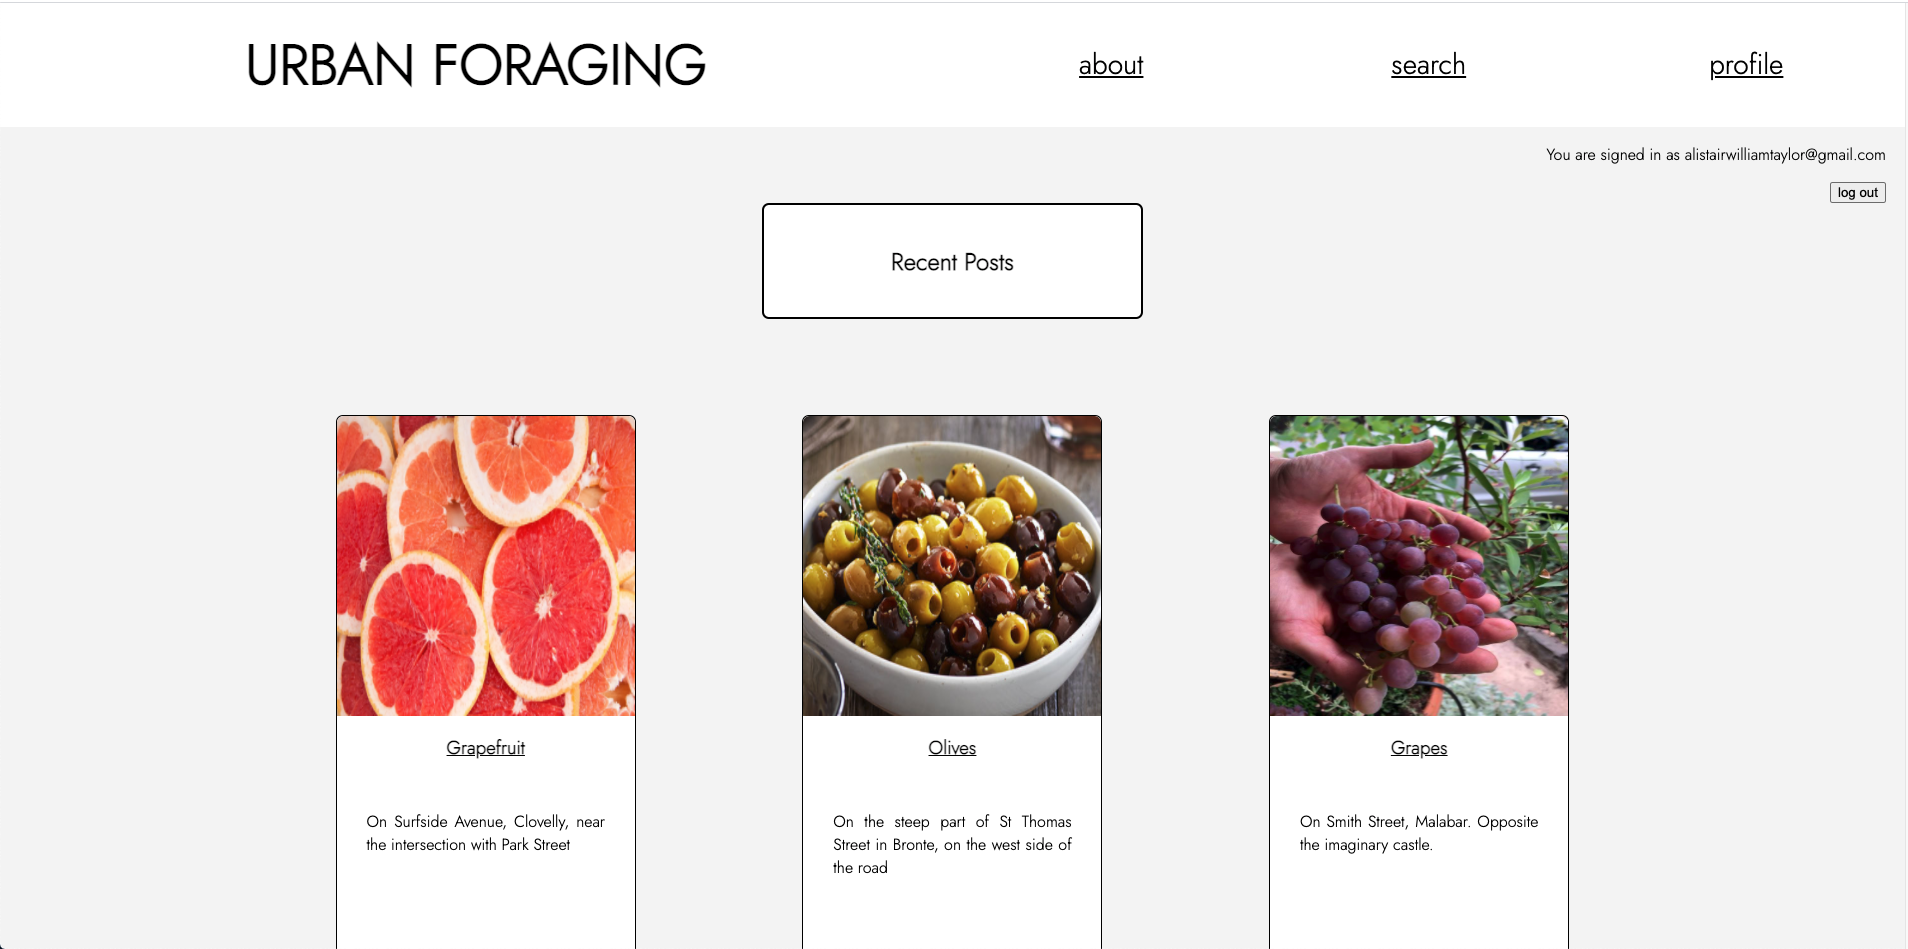 URBAN FORAGING
about
search
profile
You are signed in as alistairwilliamtaylor@gmail.com
log out
Recent Posts
Grapefruit
On Surfside Avenue, Clovelly, near
the intersection with Park Street
Olives
On the steep part of St Thomas
Street in Bronte, on the west side of
the road
Grapes
On Smith Street, Malabar. Opposite
the imaginary castle.